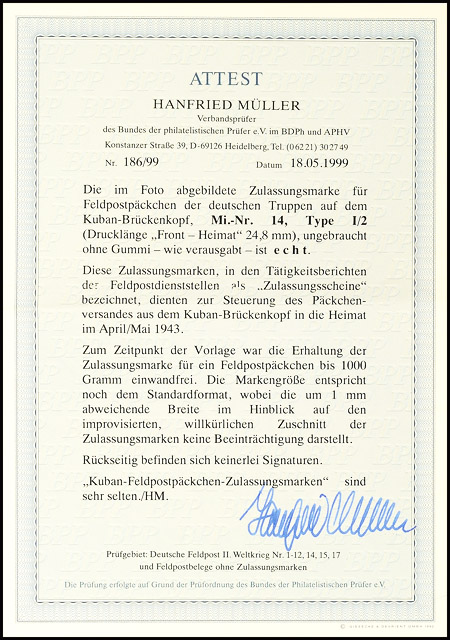 ATTEST
HANFRIED MÜLLER
Verbandsprüfer
des Bundes der philatelistischen Prüfer e.V. im BDPh und APHV
Konstanzer Straße 39, D-69126 Heidelberg, Tel. (06221) 302749
Nr. 186/99 Datum 18.05.1999
Die im Foto abgebildete Zulassungsmarke für
Feldpostpäckchen der deutschen Truppen auf dem
Kuban-Brückenkopf, Mi.-Nr. 14, Type I/2
(Drucklänge „Front – Heimat" 24,8 mm), ungebraucht
ohne Gummi – wie verausgabt – ist e c h t.
Diese Zulassungsmarken, in den Tätigkeitsberichten
der Feldpostdienststellen als „Zulassungsscheine"
bezeichnet, dienten zur Steuerung des Päckchen-
versandes aus dem Kuban-Brückenkopf in die Heimat
im April/Mai 1943.
Zum Zeitpunkt der Vorlage war die Erhaltung der
Zulassungsmarke für ein Feldpostpäckchen bis 1000
Gramm einwandfrei. Die Markengröße entspricht
noch dem Standardformat, wobei die um 1 mm
abweichende Breite im Hinblick auf den
improvisierten, willkürlichen Zuschnitt der
Zulassungsmarken keine Beeinträchtigung darstellt.
Rückseitig befinden sich keinerlei Signaturen.
„Kuban-Feldpostpäckchen-Zulassungsmarken" sind
sehr selten./HM.
Prüfgebiet: Deutsche Feldpost II. Weltkrieg Nr. 1-12, 14, 15, 17
und Feldpostbelege ohne Zulassungsmarken
Die Prüfung erfolgte auf Grund der Prüfordnung des Bundes der Philatelistischen Prüfer e.V.